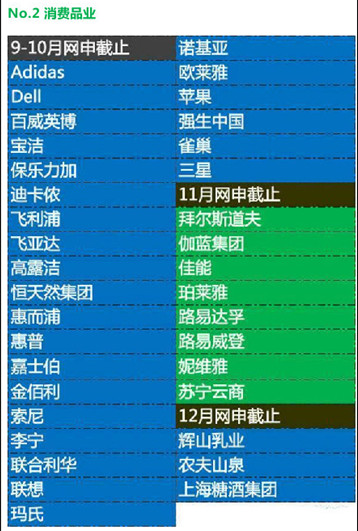 No.2 消费品业
9-10月网申截止
Adidas
Dell
百威英博
宝洁
保乐力加
迪卡侬
飞利浦
飞亚达
高露洁
恒天然集团
惠而浦
惠普
嘉士伯
金佰利
索尼
李宁
联合利华
联想
玛氏
诺基亚
欧莱雅
苹果
强生中国
雀巢
三星
11月网申截止
拜尔斯道夫
伽蓝集团
佳能
珀莱雅
路易达孚
路易威登
妮维雅
苏宁云商
12月网申截止
辉山乳业
农夫山泉
上海糖酒集团